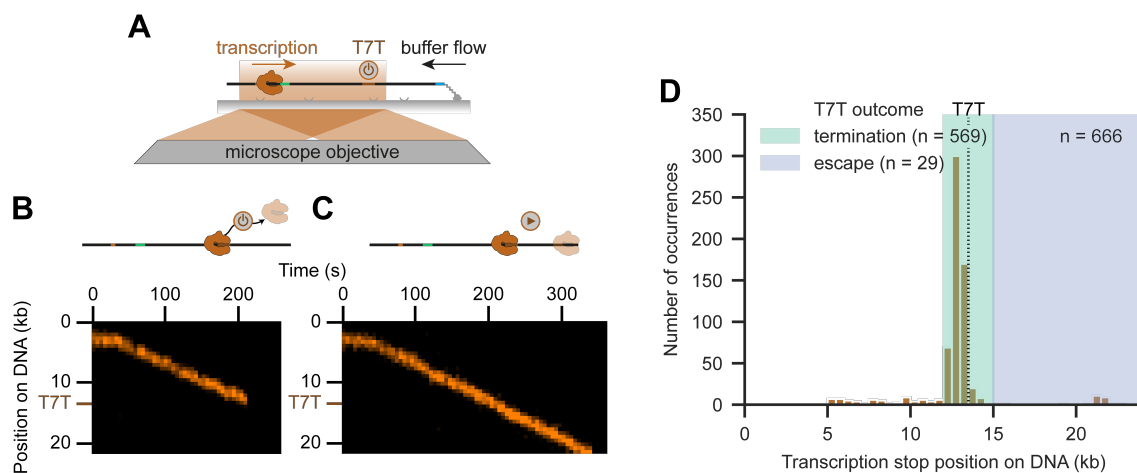 A
transcription
T7T
buffer flow
microscope objective
B
C
Time (s)
0 100 200
0 100 200 300
Position on DNA (kb)
0
10
T7T
20
0
10
T7T
20
D
T7T outcome
T7T
termination (n = 569)
n = 666
escape (n = 29)
Number of occurrences
350
300
250
200
150
100
50
0
0 5 10 15 20
Transcription stop position on DNA (kb)